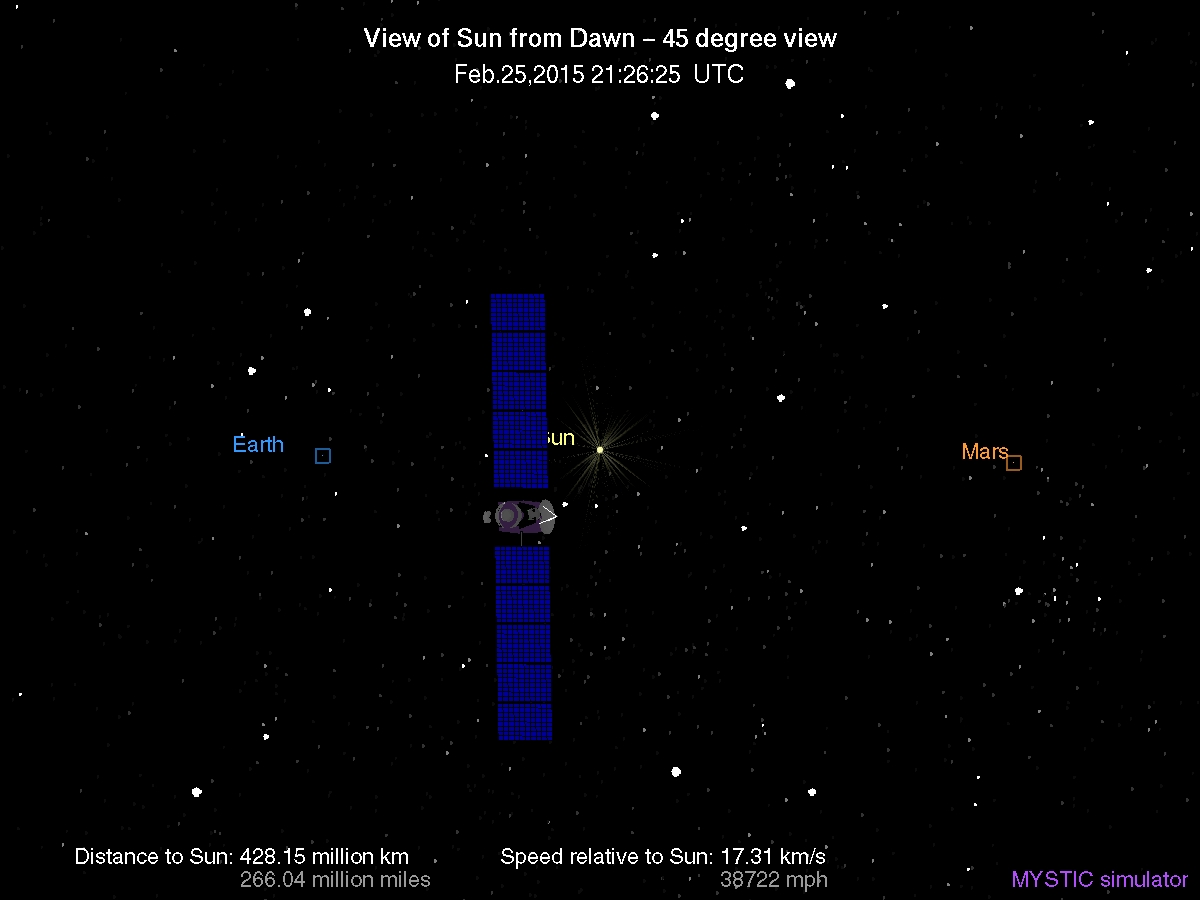 View of Sun from Dawn – 45 degree view
Feb.25,2015 21:26:25 UTC
Sun
Earth
Mars
Distance to Sun: 428.15 million km
266.04 million miles
Speed relative to Sun: 17.31 km/s
38722 mph
MYSTIC simulator